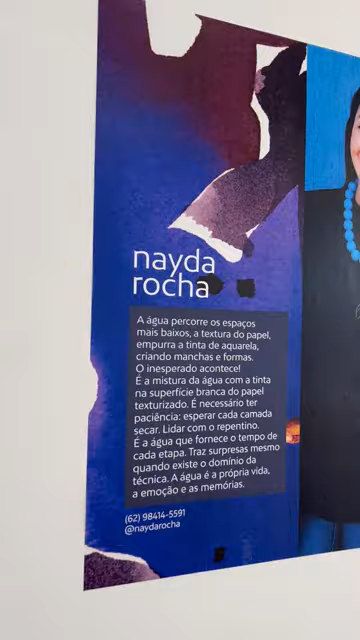 nayda
rocha
A água percorre os espaços
mais baixos, a textura do papel,
empurra a tinta de aquarela,
criando manchas e formas.
O inesperado acontece!
É a mistura da água com a tinta
na superfície branca do papel
texturizado. É necessário ter
paciência: esperar cada camada
secar. Lidar com o repentino.
É a água que fornece o tempo de
cada etapa. Traz surpresas mesmo
quando existe o domínio da
técnica. A água é a própria vida,
a emoção e as memórias.
(62) 98414-5591
@naydarocha